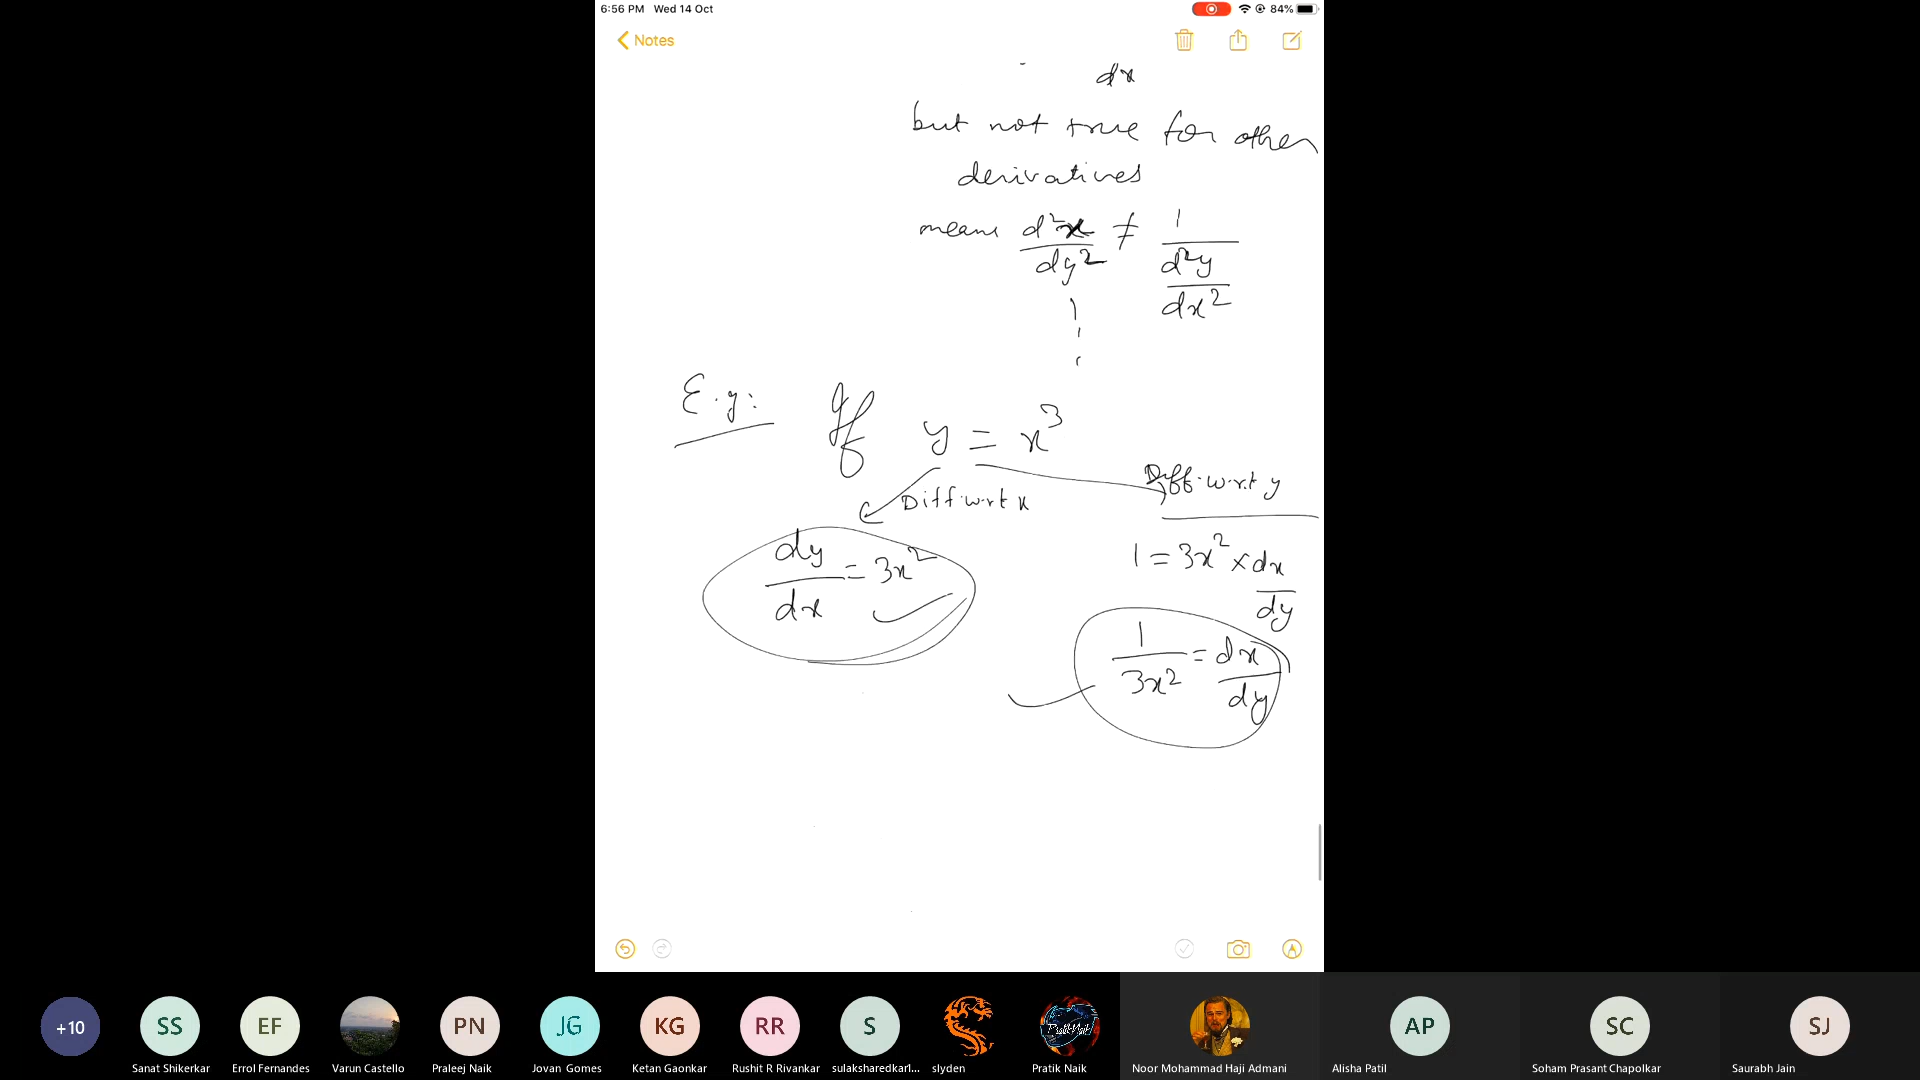 6:56 PM Wed 14 Oct
84%
Notes
dx
but not true for other
derivatives
means d²x/dy² ≠ 1/(d²y/dx²)
E.g: If y = x³
Diff w.r.t x
Diff. w.r.t y
dy/dx = 3x²
1 = 3x² × dx/dy
1/3x² = dx/dy
+10
SS
EF
PN
JG
KG
RR
S
Pratik Naik
AP
SC
SJ
Sanat Shikerkar
Errol Fernandes
Varun Castello
Praleej Naik
Jovan Gomes
Ketan Gaonkar
Rushit R Rivankar
sulaksharedkarl...
slyden
Pratik Naik
Noor Mohammad Haji Admani
Alisha Patil
Soham Prasant Chapolkar
Saurabh Jain